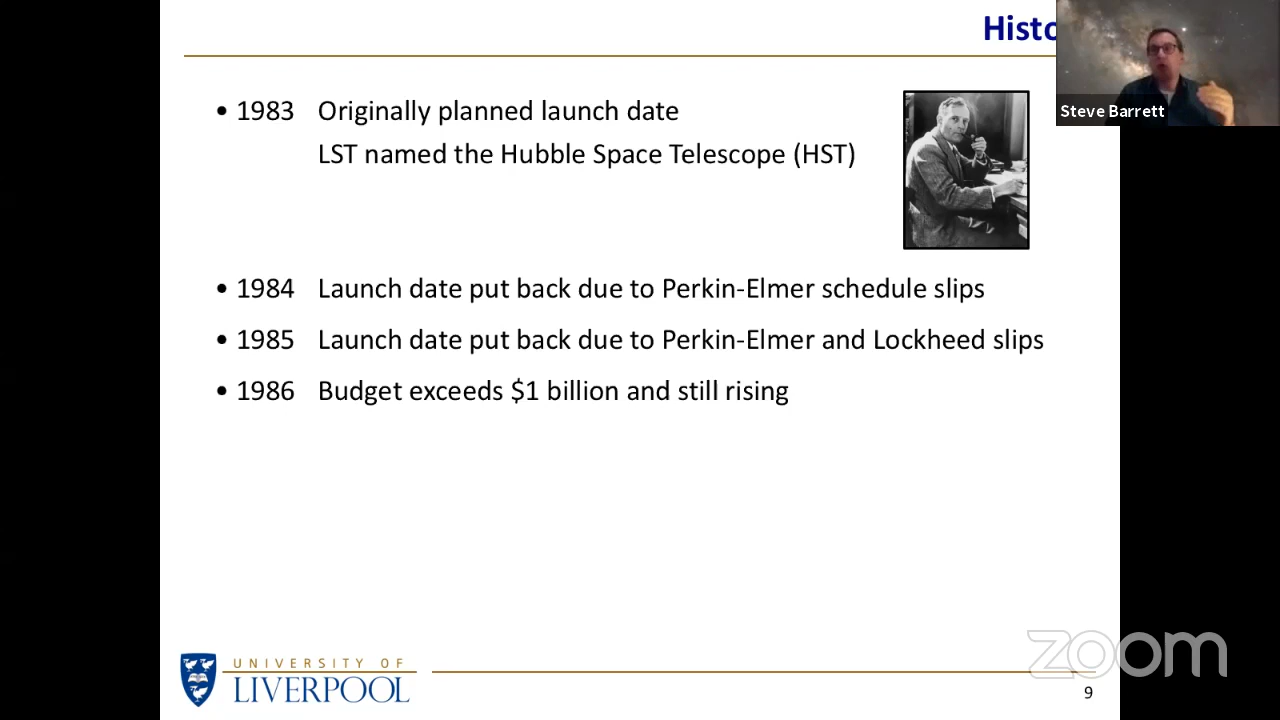 Histo
Steve Barrett
• 1983 Originally planned launch date
LST named the Hubble Space Telescope (HST)
• 1984 Launch date put back due to Perkin-Elmer schedule slips
• 1985 Launch date put back due to Perkin-Elmer and Lockheed slips
• 1986 Budget exceeds $1 billion and still rising
UNIVERSITY OF
LIVERPOOL
zoom
9